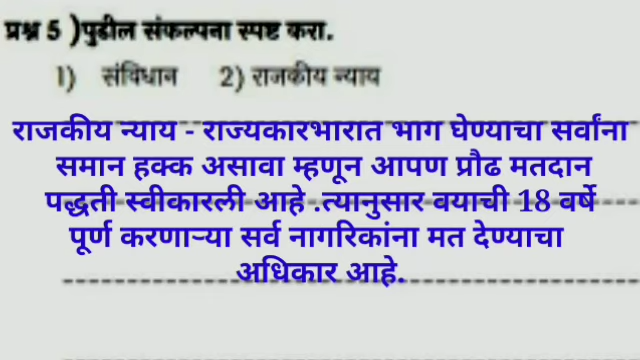 प्रश्न 5 )पुढील संकल्पना स्पष्ट करा.
1) संविधान 2) राजकीय न्याय
राजकीय न्याय - राज्यकारभारात भाग घेण्याचा सर्वांना
समान हक्क असावा म्हणून आपण प्रौढ मतदान
पद्धती स्वीकारली आहे .त्यानुसार वयाची 18 वर्षे
पूर्ण करणाऱ्या सर्व नागरिकांना मत देण्याचा
अधिकार आहे.